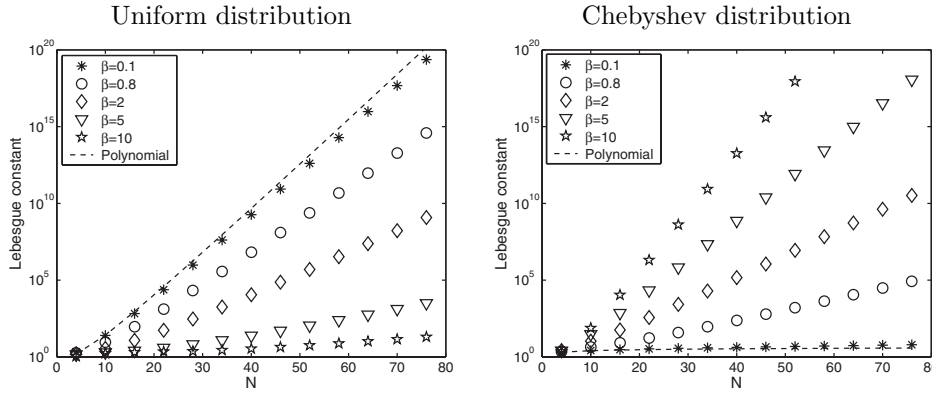 Uniform distribution
10^20
10^15
10^10
10^5
10^0
Lebesgue constant
β=0.1
β=0.8
β=2
β=5
β=10
Polynomial
0 10 20 30 40 50 60 70 80
N
Chebyshev distribution
10^20
10^15
10^10
10^5
10^0
Lebesgue constant
β=0.1
β=0.8
β=2
β=5
β=10
Polynomial
0 10 20 30 40 50 60 70 80
N